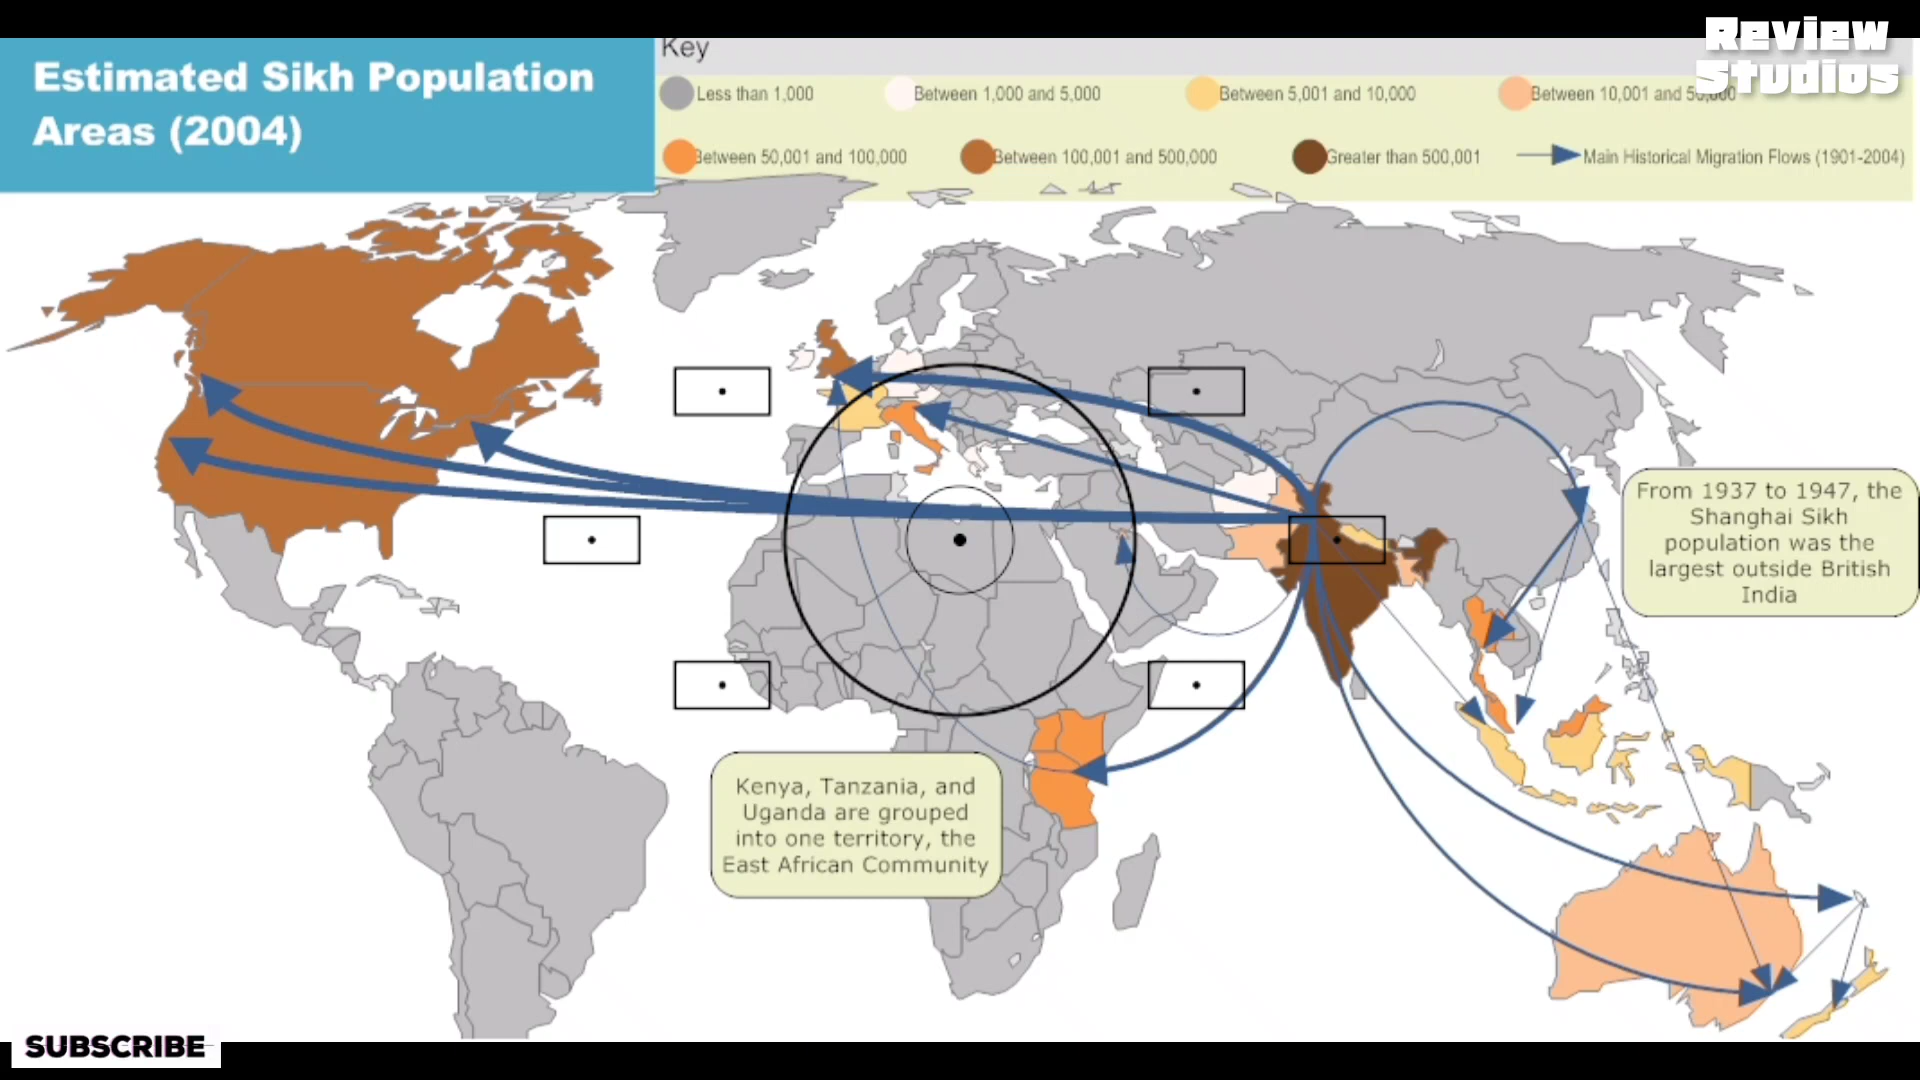 Review
Studios
Estimated Sikh Population
Areas (2004)
Key
Less than 1,000
Between 1,000 and 5,000
Between 5,001 and 10,000
Between 10,001 and 50,000
Between 50,001 and 100,000
Between 100,001 and 500,000
Greater than 500,001
Main Historical Migration Flows (1901-2004)
From 1937 to 1947, the
Shanghai Sikh
population was the
largest outside British
India
Kenya, Tanzania, and
Uganda are grouped
into one territory, the
East African Community
SUBSCRIBE